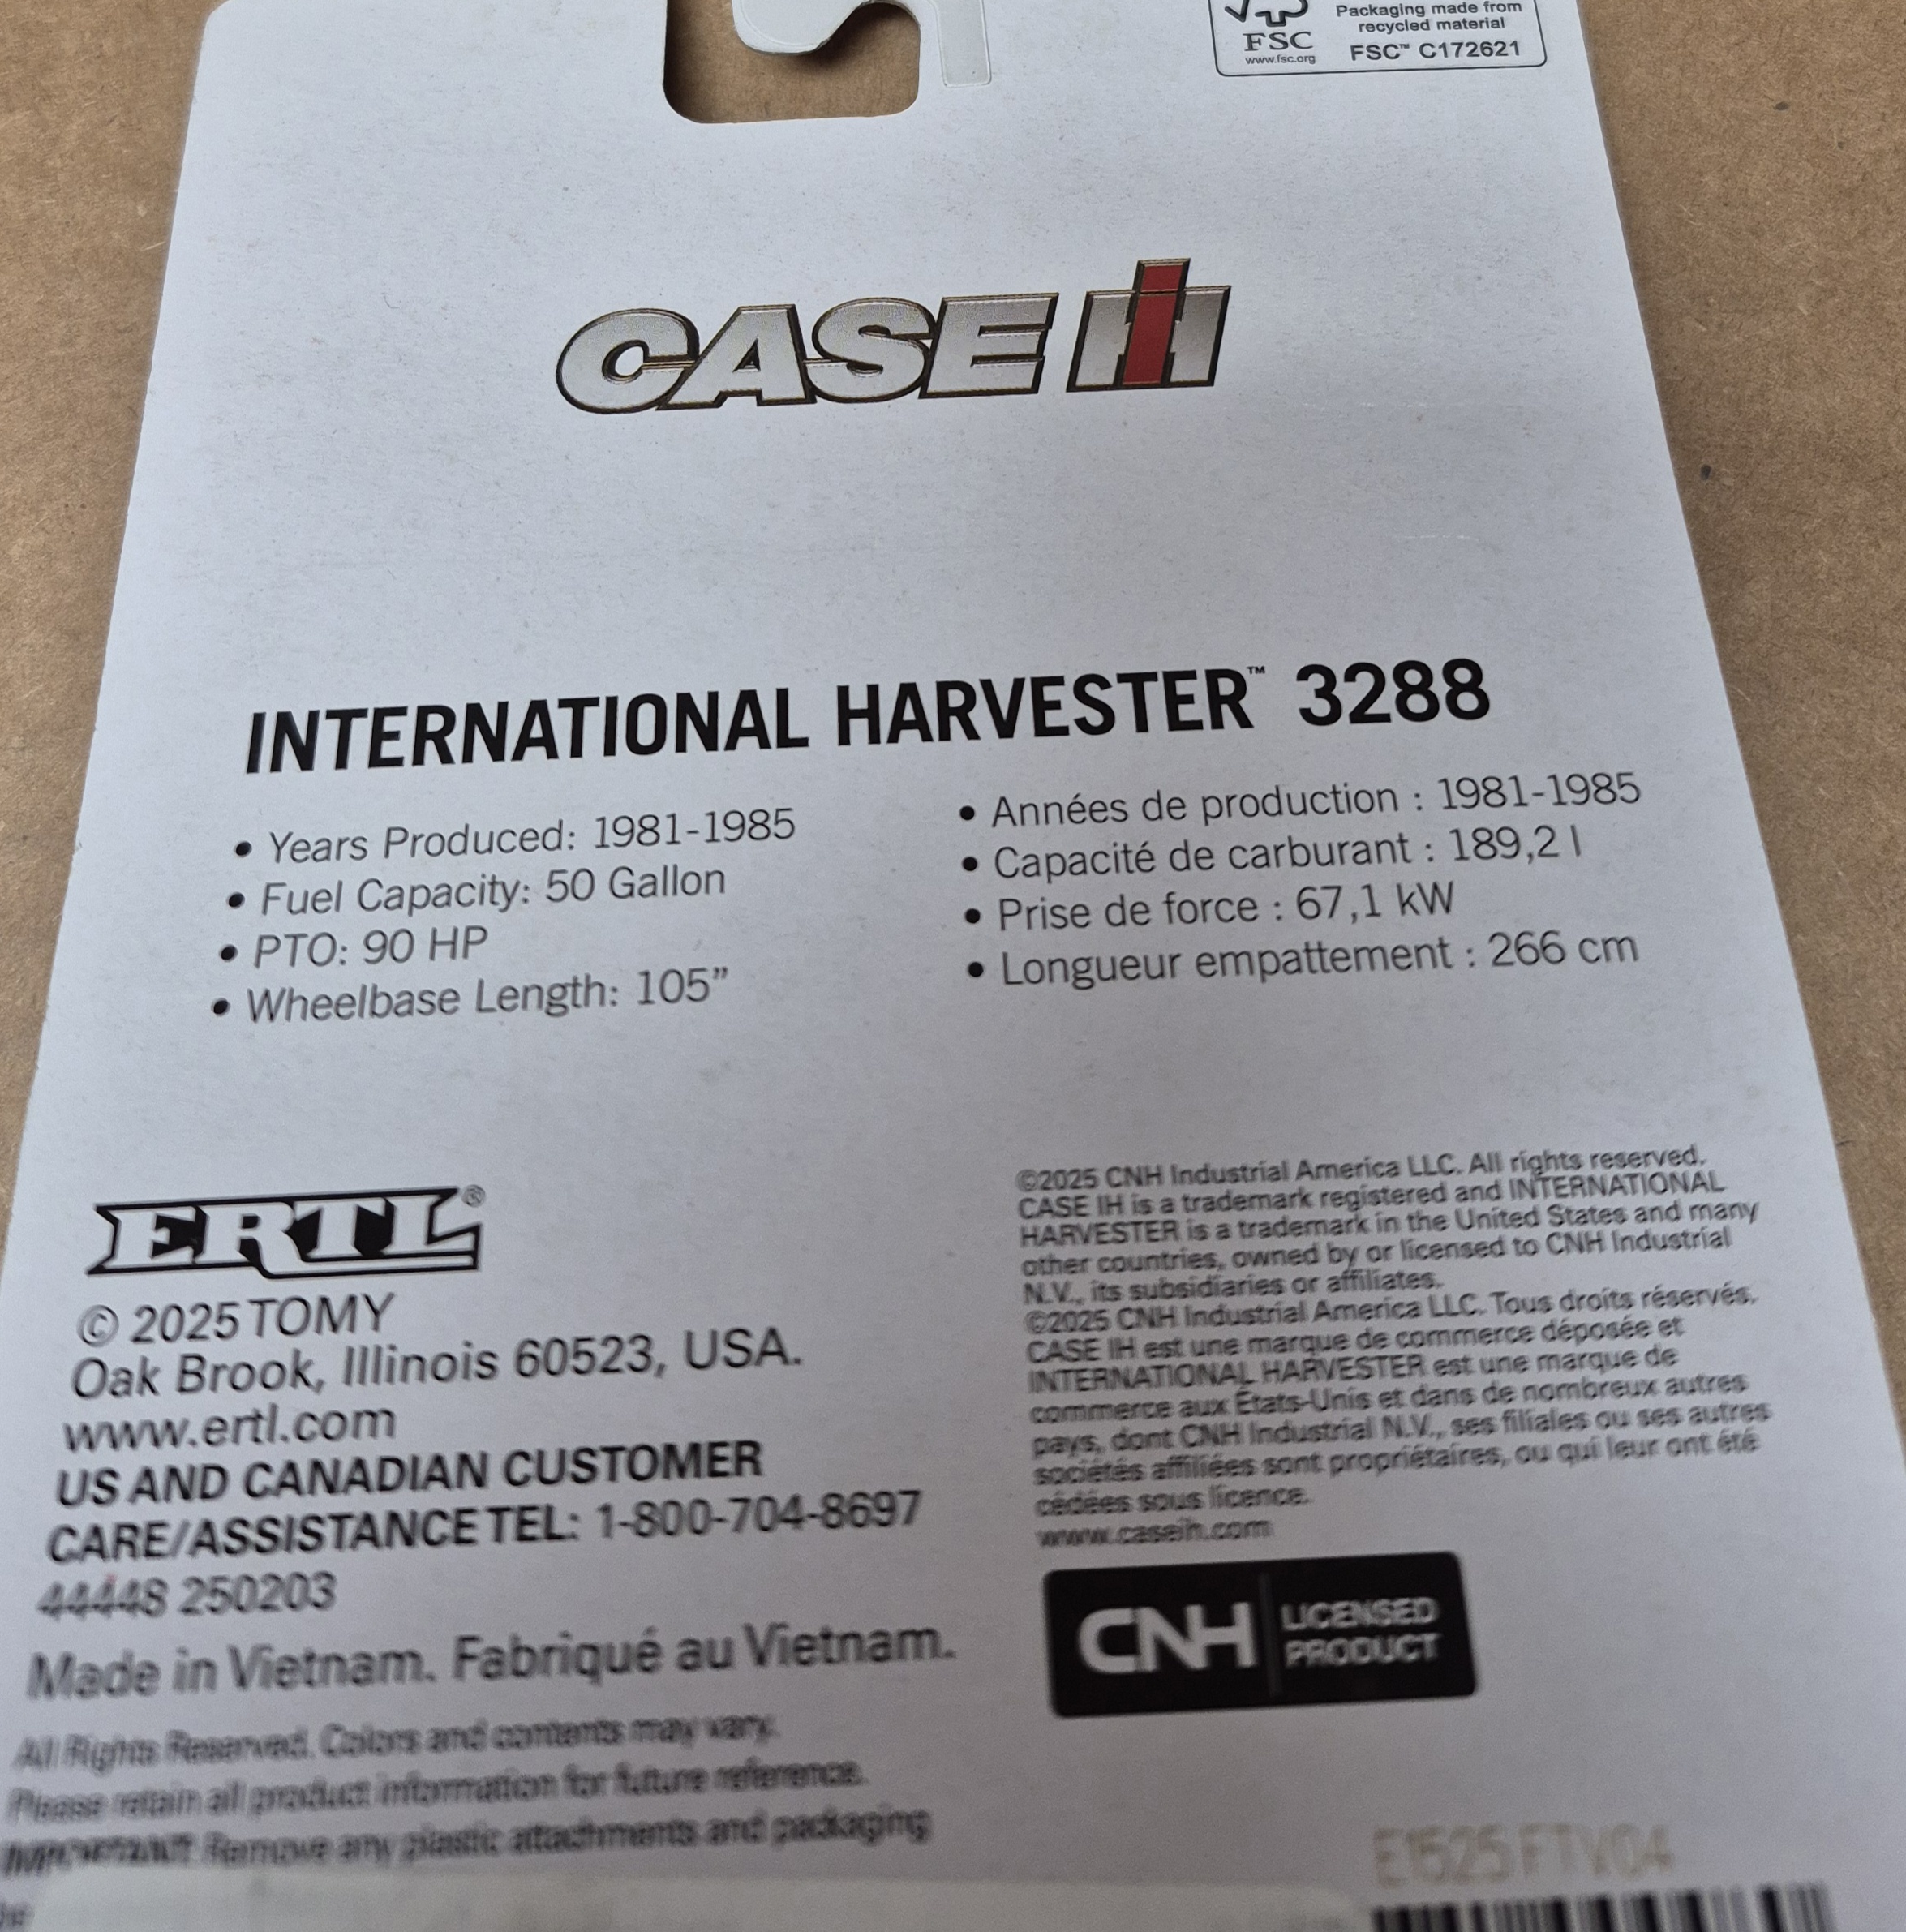 Packaging made from
recycled material
FSC
www.fsc.org
FSC™ C172621
CASE IH
INTERNATIONAL HARVESTER™ 3288
• Years Produced: 1981-1985
• Fuel Capacity: 50 Gallon
• PTO: 90 HP
• Wheelbase Length: 105”
• Années de production : 1981-1985
• Capacité de carburant : 189,2 l
• Prise de force : 67,1 kW
• Longueur empattement : 266 cm
ERTL®
© 2025 TOMY
Oak Brook, Illinois 60523, USA.
www.ertl.com
US AND CANADIAN CUSTOMER
CARE/ASSISTANCE TEL: 1-800-704-8697
44448 250203
Made in Vietnam. Fabriqué au Vietnam.
All Rights Reserved. Colors and contents may vary.
Please retain all product information for future reference.
IMPORTANT: Remove any plastic attachments and packaging
©2025 CNH Industrial America LLC. All rights reserved.
CASE IH is a trademark registered and INTERNATIONAL
HARVESTER is a trademark in the United States and many
other countries, owned by or licensed to CNH Industrial
N.V., its subsidiaries or affiliates.
©2025 CNH Industrial America LLC. Tous droits réservés.
CASE IH est une marque de commerce déposée et
INTERNATIONAL HARVESTER est une marque de
commerce aux États-Unis et dans de nombreux autres
pays, dont CNH Industrial N.V., ses filiales ou ses autres
sociétés affiliées sont propriétaires, ou qui leur ont été
cédées sous licence.
www.caseih.com
CNH
LICENSED
PRODUCT
E1525FTV04